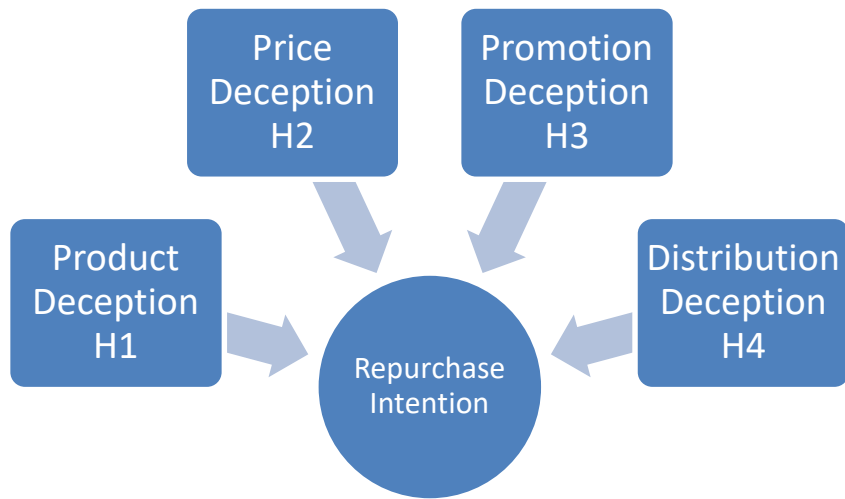 Price
Deception
H2
Promotion
Deception
H3
Product
Deception
H1
Distribution
Deception
H4
Repurchase
Intention